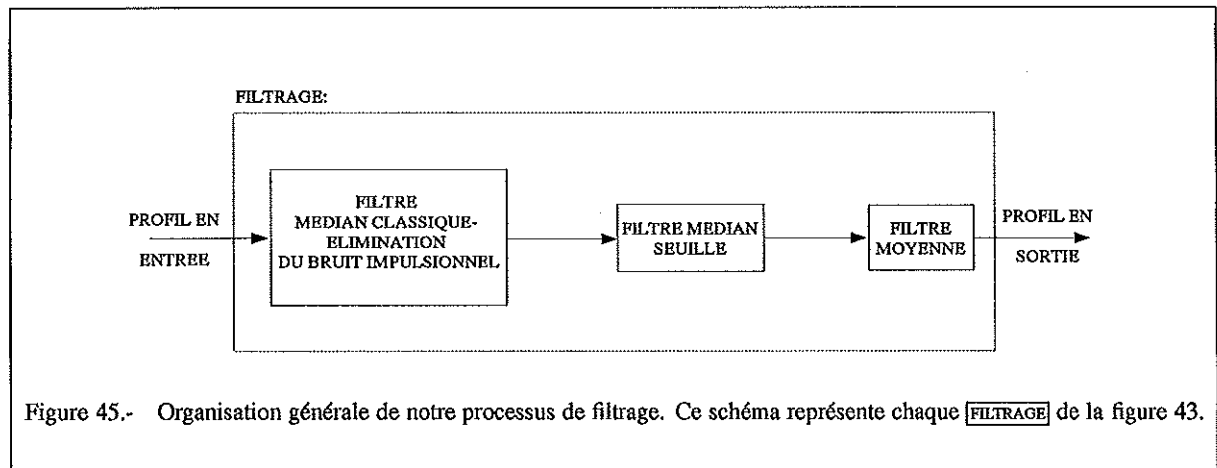 FILTRAGE:
PROFIL EN
ENTREE
FILTRE
MEDIAN CLASSIQUE-
ELIMINATION
DU BRUIT IMPULSIONNEL
FILTRE MEDIAN
SEUILLE
FILTRE
MOYENNE
PROFIL EN
SORTIE
Figure 45.- Organisation générale de notre processus de filtrage. Ce schéma représente chaque FILTRAGE de la figure 43.